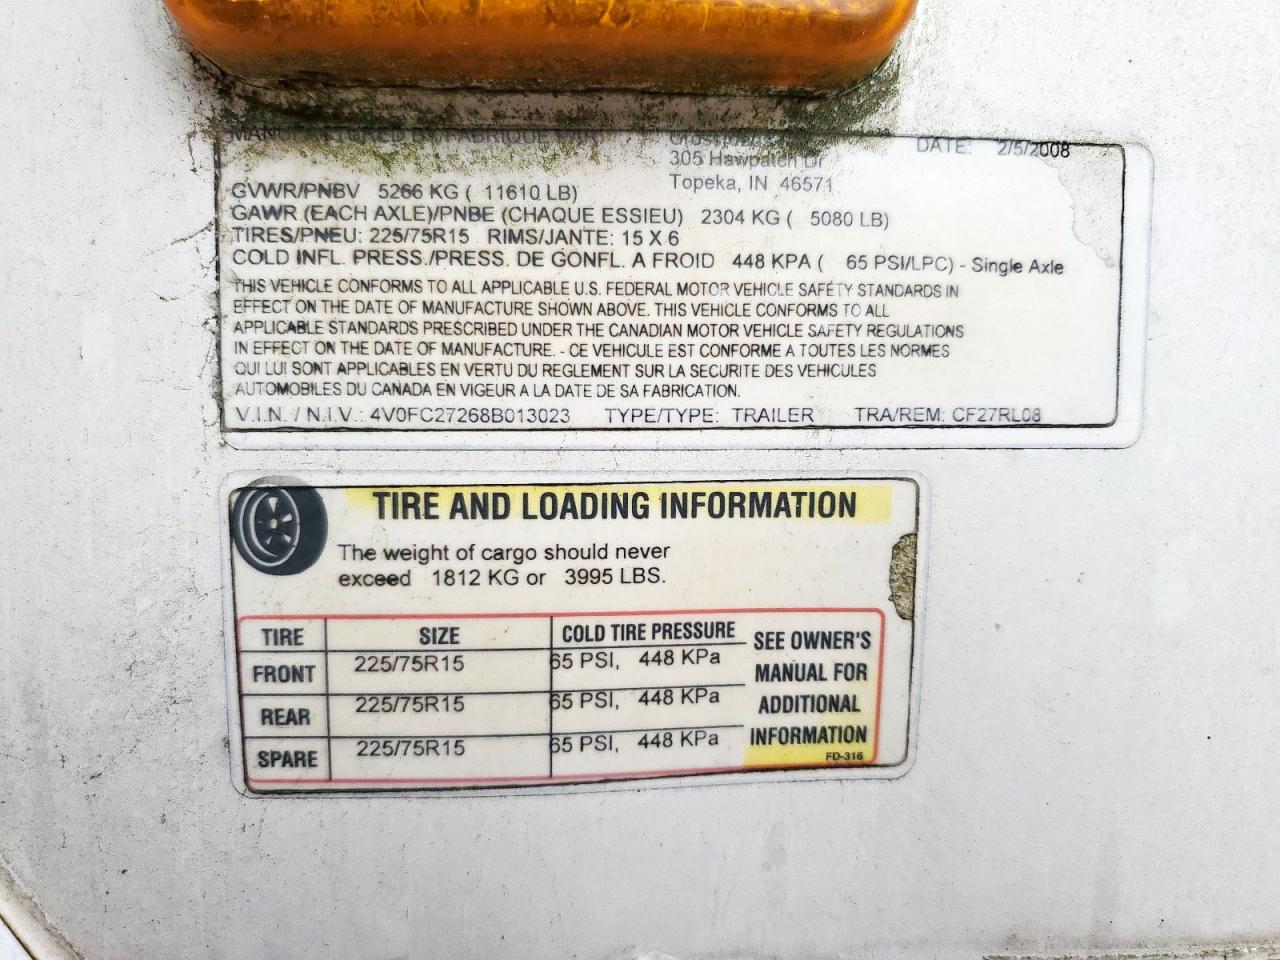 MANUFACTURED BY/FABRIQUE PAR
305 Hawpatch Dr
Topeka, IN 46571
DATE: 2/5/2008
GVWR/PNBV 5266 KG ( 11610 LB)
GAWR (EACH AXLE)/PNBE (CHAQUE ESSIEU) 2304 KG ( 5080 LB)
TIRES/PNEU: 225/75R15 RIMS/JANTE: 15 X 6
COLD INFL. PRESS./PRESS. DE GONFL. A FROID 448 KPA ( 65 PSI/LPC) - Single Axle
THIS VEHICLE CONFORMS TO ALL APPLICABLE U.S. FEDERAL MOTOR VEHICLE SAFETY STANDARDS IN
EFFECT ON THE DATE OF MANUFACTURE SHOWN ABOVE. THIS VEHICLE CONFORMS TO ALL
APPLICABLE STANDARDS PRESCRIBED UNDER THE CANADIAN MOTOR VEHICLE SAFETY REGULATIONS
IN EFFECT ON THE DATE OF MANUFACTURE. - CE VEHICULE EST CONFORME A TOUTES LES NORMES
QUI LUI SONT APPLICABLES EN VERTU DU REGLEMENT SUR LA SECURITE DES VEHICULES
AUTOMOBILES DU CANADA EN VIGEUR A LA DATE DE SA FABRICATION.
V.I.N. / N.I.V.: 4V0FC27268B013023 TYPE/TYPE: TRAILER TRA/REM: CF27RL08
TIRE AND LOADING INFORMATION
The weight of cargo should never
exceed 1812 KG or 3995 LBS.
TIRE SIZE COLD TIRE PRESSURE
FRONT 225/75R15 65 PSI, 448 KPa
REAR 225/75R15 65 PSI, 448 KPa
SPARE 225/75R15 65 PSI, 448 KPa
SEE OWNER'S
MANUAL FOR
ADDITIONAL
INFORMATION
FD-316